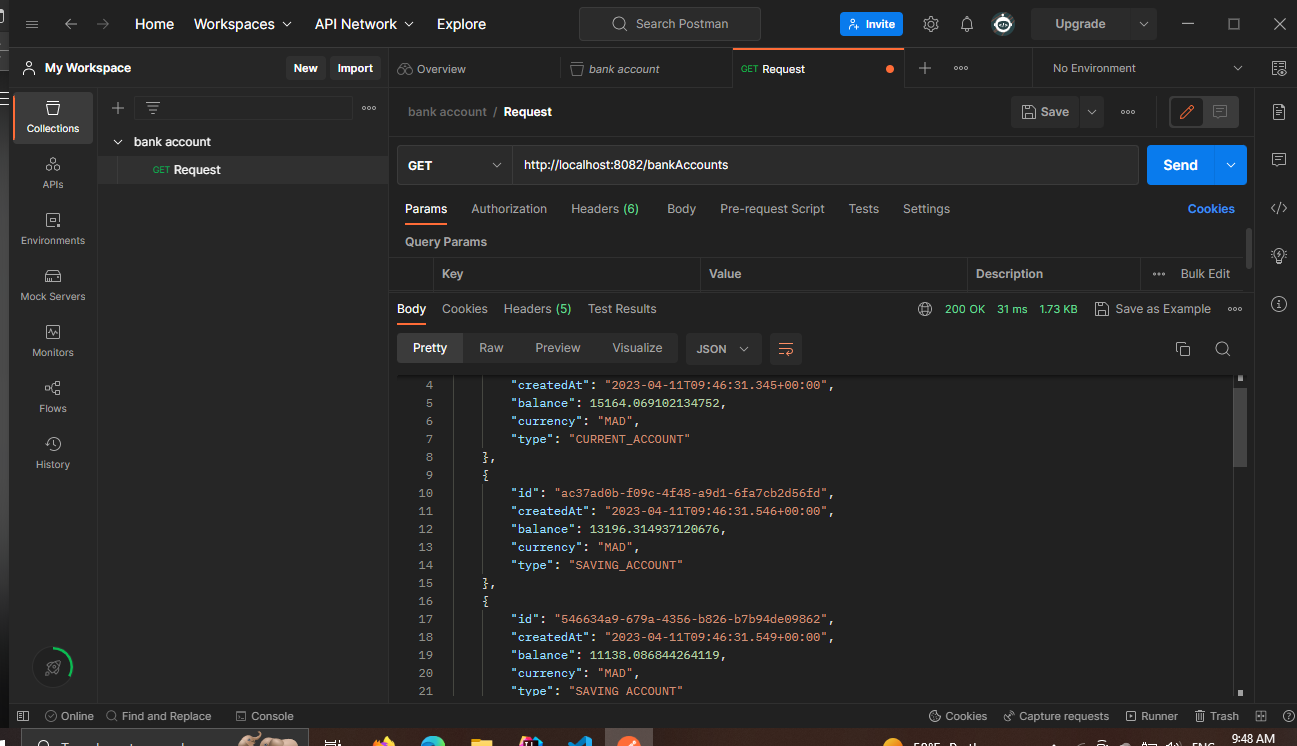 Home Workspaces API Network Explore Search Postman Invite Upgrade
My Workspace New Import Overview bank account GET Request No Environment
Collections
APIs
Environments
Mock Servers
Monitors
Flows
History
bank account
GET Request
bank account / Request Save
GET http://localhost:8082/bankAccounts Send
Params Authorization Headers (6) Body Pre-request Script Tests Settings Cookies
Query Params
Key Value Description Bulk Edit
Body Cookies Headers (5) Test Results 200 OK 31 ms 1.73 KB Save as Example
Pretty Raw Preview Visualize JSON
4 "createdAt": "2023-04-11T09:46:31.345+00:00",
5 "balance": 15164.069102134752,
6 "currency": "MAD",
7 "type": "CURRENT_ACCOUNT"
8 },
9 {
10 "id": "ac37ad0b-f09c-4f48-a9d1-6fa7cb2d56fd",
11 "createdAt": "2023-04-11T09:46:31.546+00:00",
12 "balance": 13196.314937120676,
13 "currency": "MAD",
14 "type": "SAVING_ACCOUNT"
15 },
16 {
17 "id": "546634a9-679a-4356-b826-b7b94de09862",
18 "createdAt": "2023-04-11T09:46:31.549+00:00",
19 "balance": 11138.086844264119,
20 "currency": "MAD",
21 "type": "SAVING_ACCOUNT"
Online Find and Replace Console Cookies Capture requests Runner Trash
9:48 AM